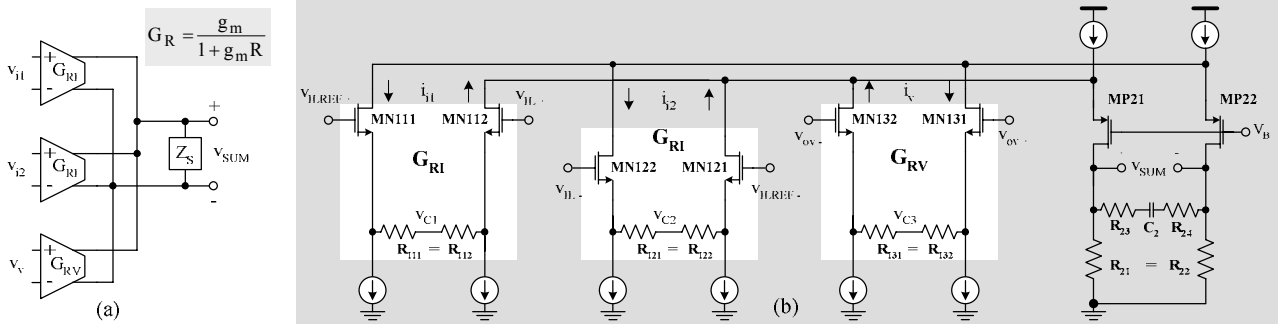 (a)
G_R = g_m / (1 + g_m R)
v_i1
+
-
G_RI
v_i2
+
-
G_RI
v_v
+
-
G_RV
+
Z_S
v_SUM
-
i_i1
i_i2
i_v
MP21
MP22
V_B
v_ILREF -
MN111
MN112
v_IL
G_RI
G_RI
MN122
MN121
v_IL -
v_ILREF -
v_ov -
MN132
MN131
v_ov
G_RV
v_SUM
-
v_C1
R_111 = R_112
v_C2
R_121 = R_122
v_C3
R_131 = R_132
R_23
C_2
R_24
R_21 = R_22
(b)